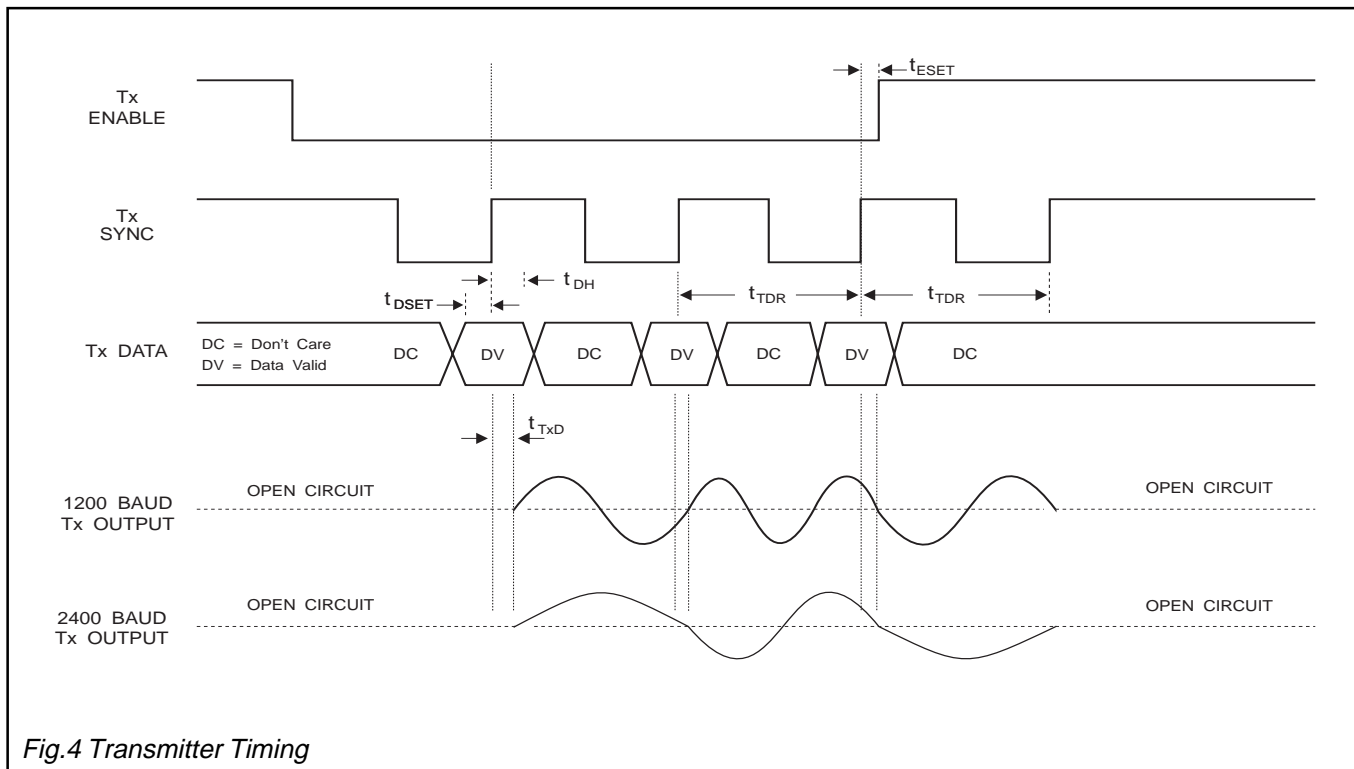 tESET
Tx
ENABLE
Tx
SYNC
tDH
tDSET
tTDR
tTDR
Tx DATA
DC = Don't Care
DV = Data Valid
DC
DV
DC
DV
DC
DV
DC
tTxD
OPEN CIRCUIT
OPEN CIRCUIT
1200 BAUD
Tx OUTPUT
OPEN CIRCUIT
OPEN CIRCUIT
2400 BAUD
Tx OUTPUT
Fig.4 Transmitter Timing